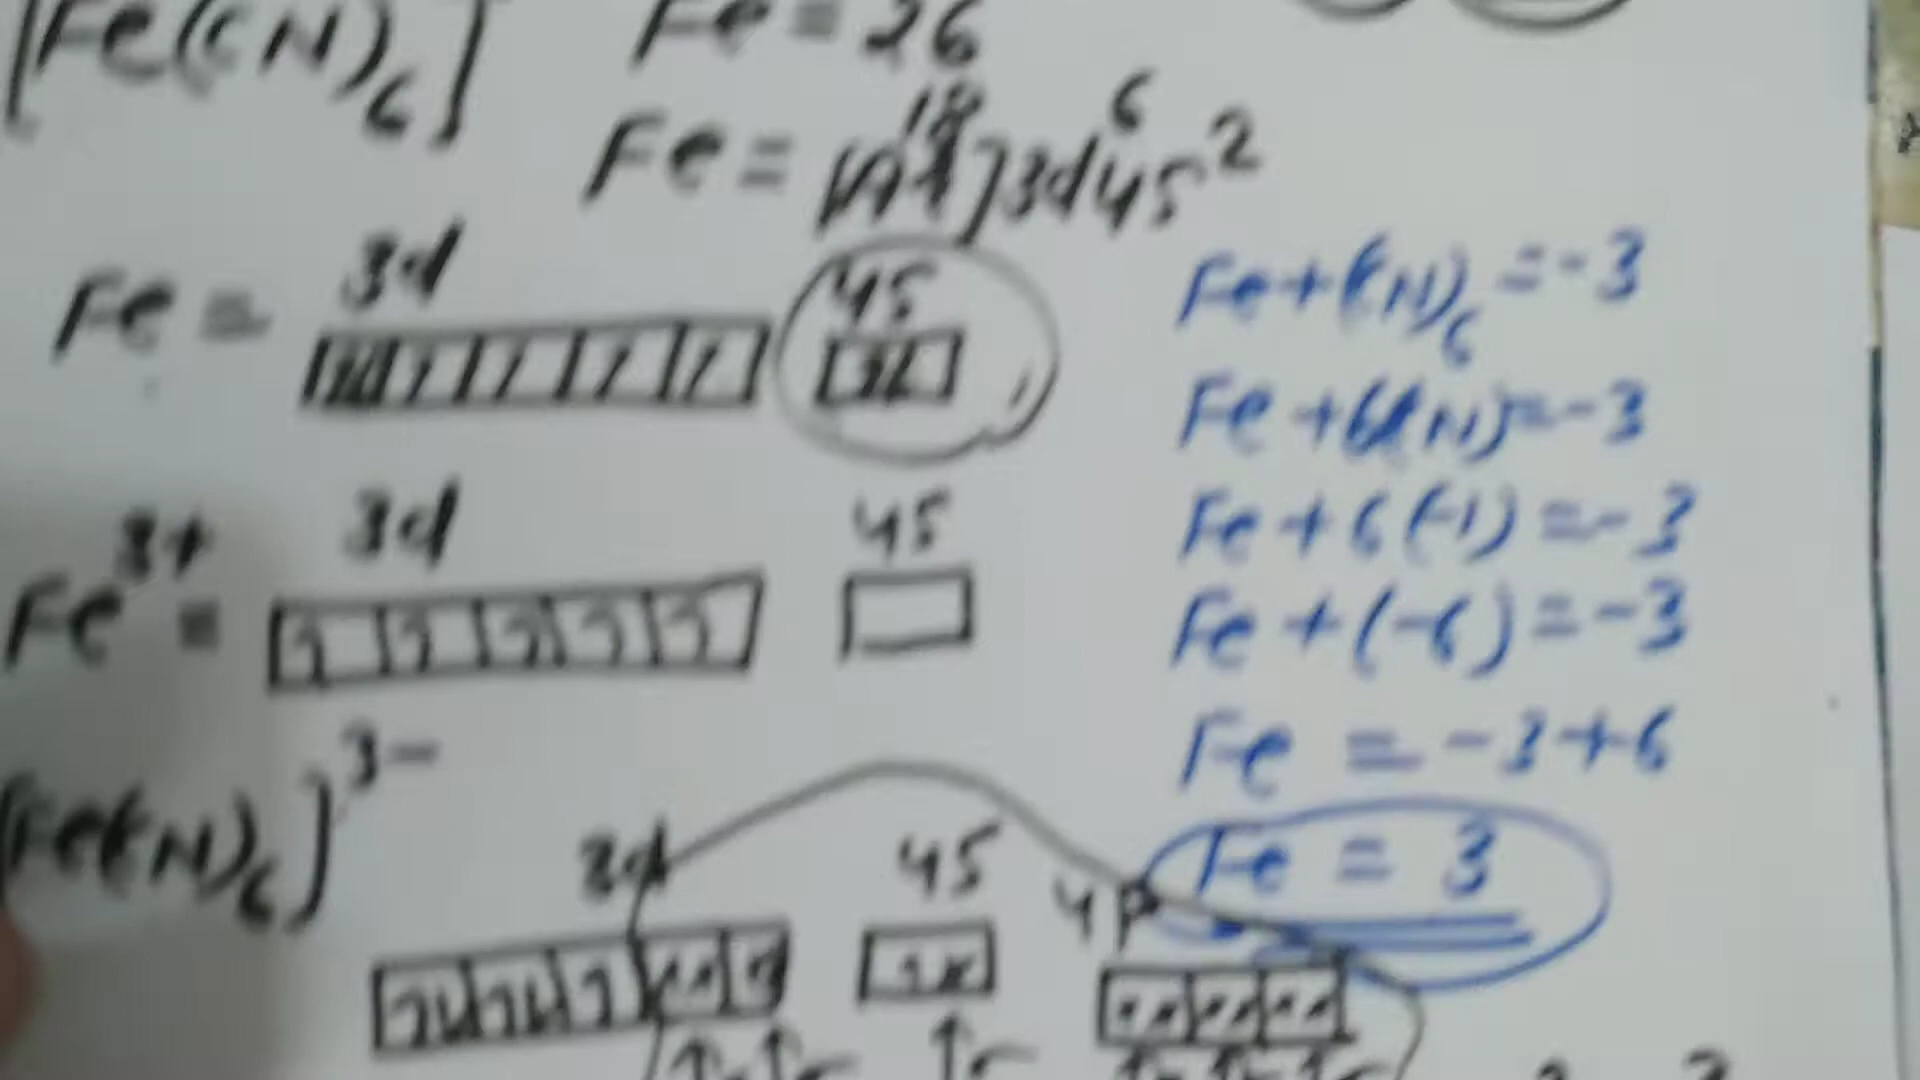 [Fe(CN)6]
Fe = 26
Fe = [Ar]18 3d6 4s2
3d 4s
Fe =
Fe + (CN)6 = -3
Fe + 6(CN) = -3
3d 4s
Fe3+ =
Fe + 6(-1) = -3
Fe + (-6) = -3
Fe = -3+6
[Fe(CN)6]3-
Fe = 3
3d 4s 4p